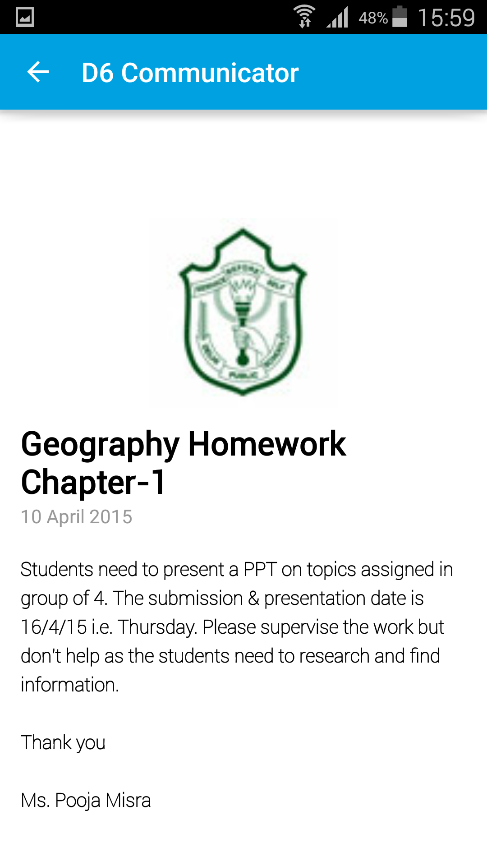 48% 15:59
D6 Communicator
SERVICE BEFORE SELF
DELHI PUBLIC SCHOOL
Geography Homework
Chapter-1
10 April 2015
Students need to present a PPT on topics assigned in
group of 4. The submission & presentation date is
16/4/15 i.e. Thursday. Please supervise the work but
don't help as the students need to research and find
information.
Thank you
Ms. Pooja Misra